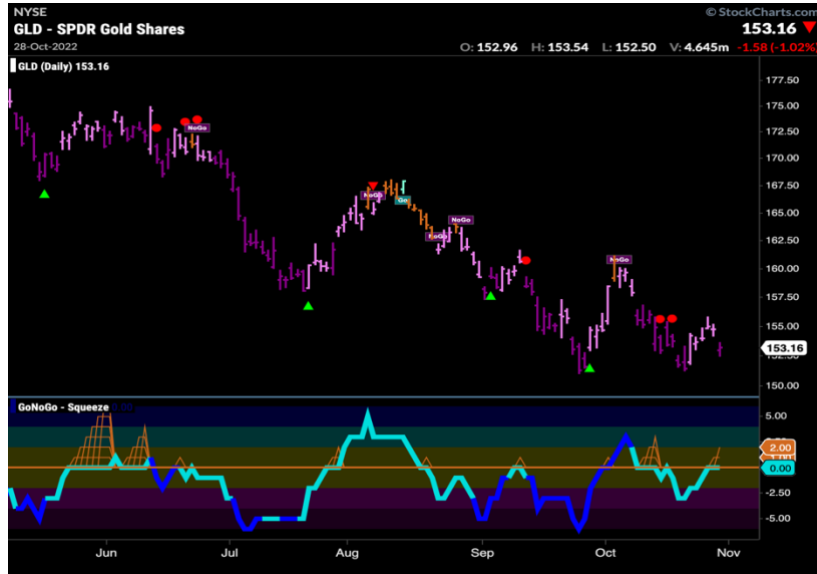 NYSE
© StockCharts.com
GLD - SPDR Gold Shares
153.16
28-Oct-2022
O: 152.96 H: 153.54 L: 152.50 V: 4.645m -1.58 (-1.02%)
GLD (Daily) 153.16
177.50
175.00
NoGo
172.50
170.00
NoGo
167.50
Go
165.00
NoGo
NoGo
162.50
NoGo
160.00
157.50
155.00
153.16
150.00
GoNoGo - Squeeze
5.00
2.00
0.00
-2.50
-5.00
Jun Jul Aug Sep Oct Nov